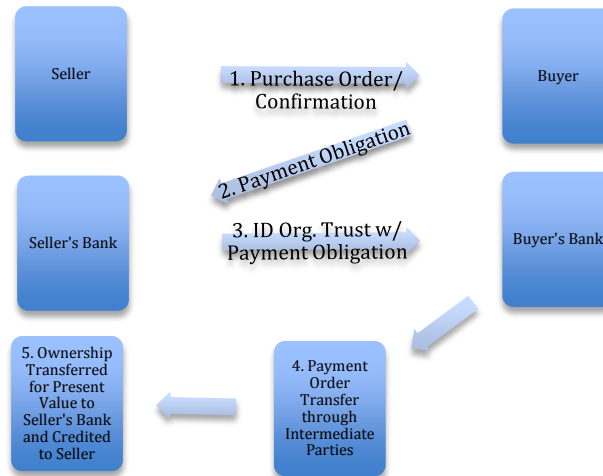 Seller
1. Purchase Order/
Confirmation
Buyer
2. Payment Obligation
Seller's Bank
3. ID Org. Trust w/
Payment Obligation
Buyer's Bank
5. Ownership
Transferred
for Present
Value to
Seller's Bank
and Credited
to Seller
4. Payment
Order
Transfer
through
Intermediate
Parties